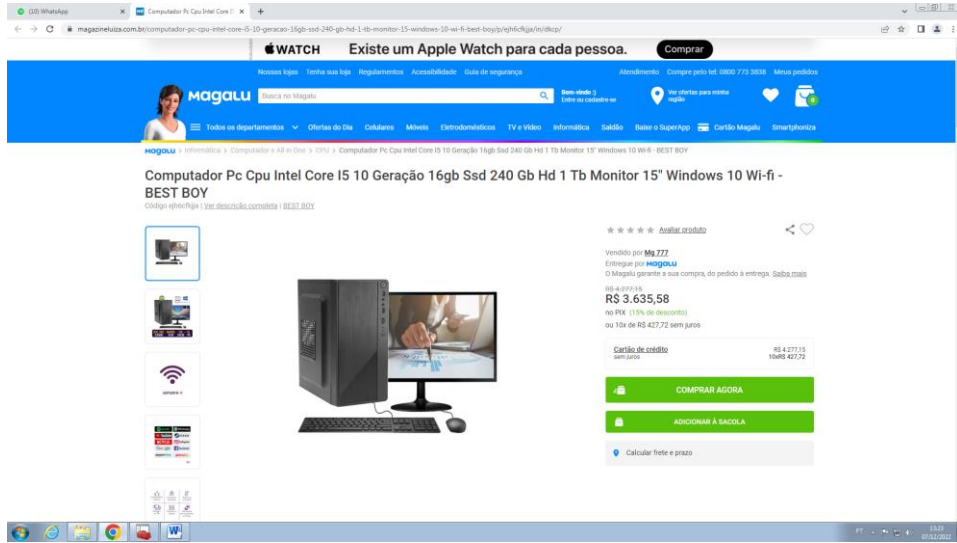 (10) WhatsApp
Computador Pc Cpu Intel Core I5
magazineluiza.com.br/computador-pc-cpu-intel-core-i5-10-geracao-16gb-ssd-240-gb-hd-1-tb-monitor-15-windows-10-wi-fi-best-boy/p/
WATCH Existe um Apple Watch para cada pessoa. Comprar
Nossas lojas Tenha sua loja Regulamentos Acessibilidade Guia de segurança Atendimento Compre pelo tel: 0800 773 3838 Meus pedidos
Magalu Busca no Magalu Bem-vindo :) Ver ofertas para minha
Entre ou cadastre-se região 0
Todos os departamentos Ofertas do Dia Celulares Móveis Eletrodomésticos TV e Vídeo Informática Saldão Baixe o SuperApp Cartão Magalu Smartphoniza
Magalu > Informática > Computador e All in One > CPU > Computador Pc Cpu Intel Core I5 10 Geração 16gb Ssd 240 Gb Hd 1 Tb Monitor 15" Windows 10 Wi-fi - BEST BOY
Computador Pc Cpu Intel Core I5 10 Geração 16gb Ssd 240 Gb Hd 1 Tb Monitor 15" Windows 10 Wi-fi -
BEST BOY
| Ver descrição completa | BEST BOY
Avaliar produto
Vendido por Mg 777
Entregue por Magalu
O Magalu garante a sua compra, do pedido à entrega. Saiba mais
R$ 4.277,15
R$ 3.635,58
no PIX (15% de desconto)
ou 10x de R$ 427,72 sem juros
Cartão de crédito R$ 4.277,15
sem juros 10xR$ 427,72
COMPRAR AGORA
ADICIONAR À SACOLA
Calcular frete e prazo
PT 13:23
07/12/2022